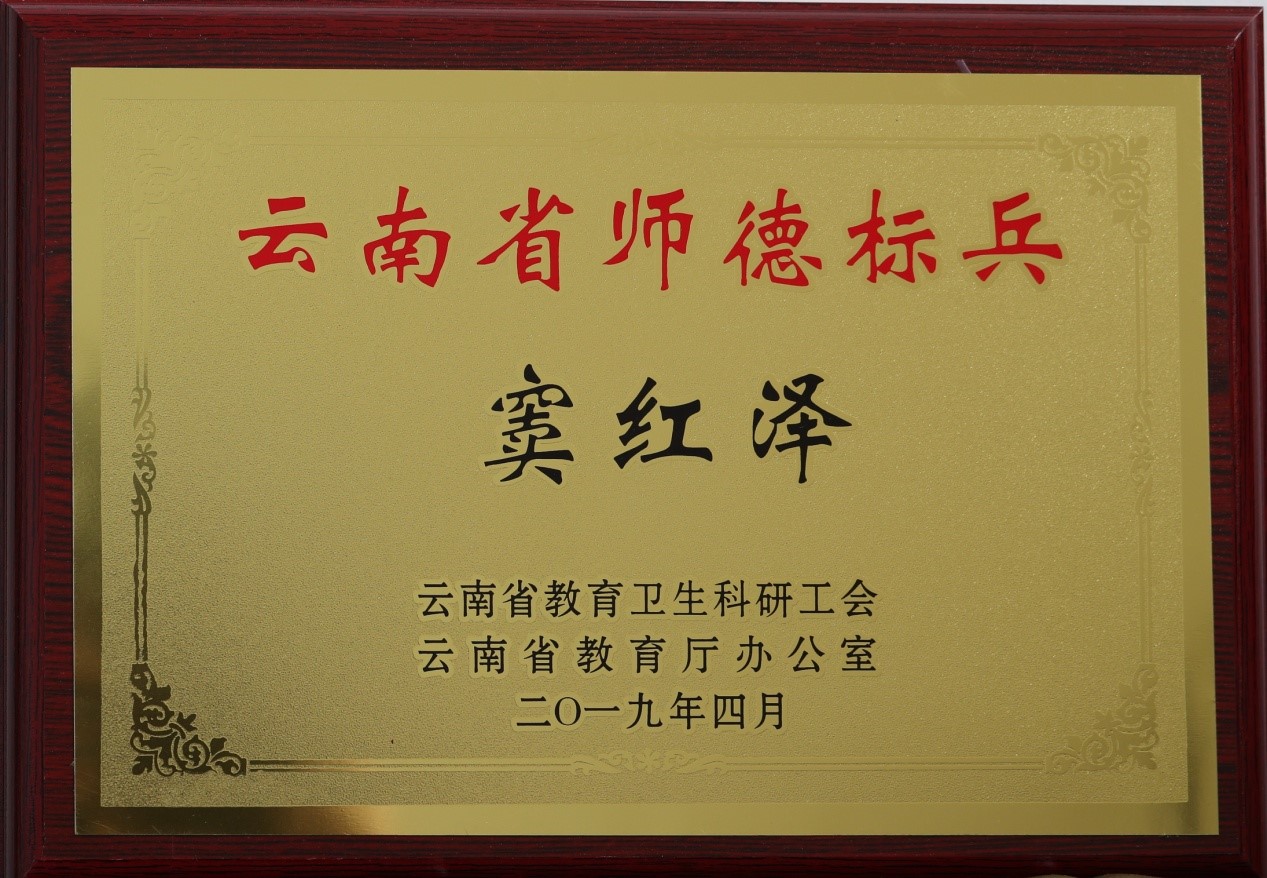 云南省师德标兵
窦红泽
云南省教育卫生科研工会
云南省教育厅办公室
二〇一九年四月